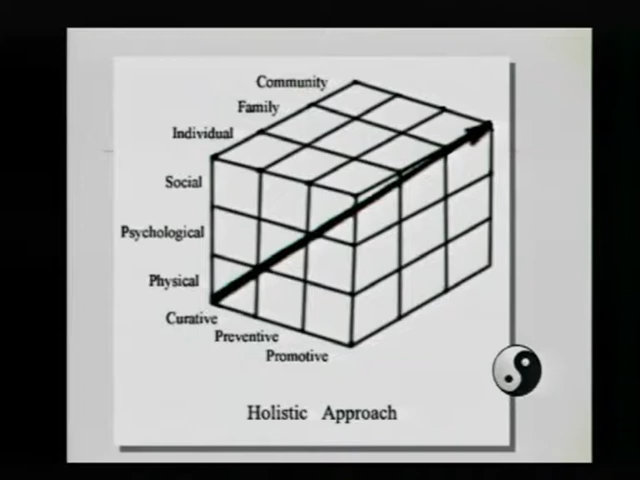 Community
Family
Individual
Social
Psychological
Physical
Curative
Preventive
Promotive
Holistic Approach